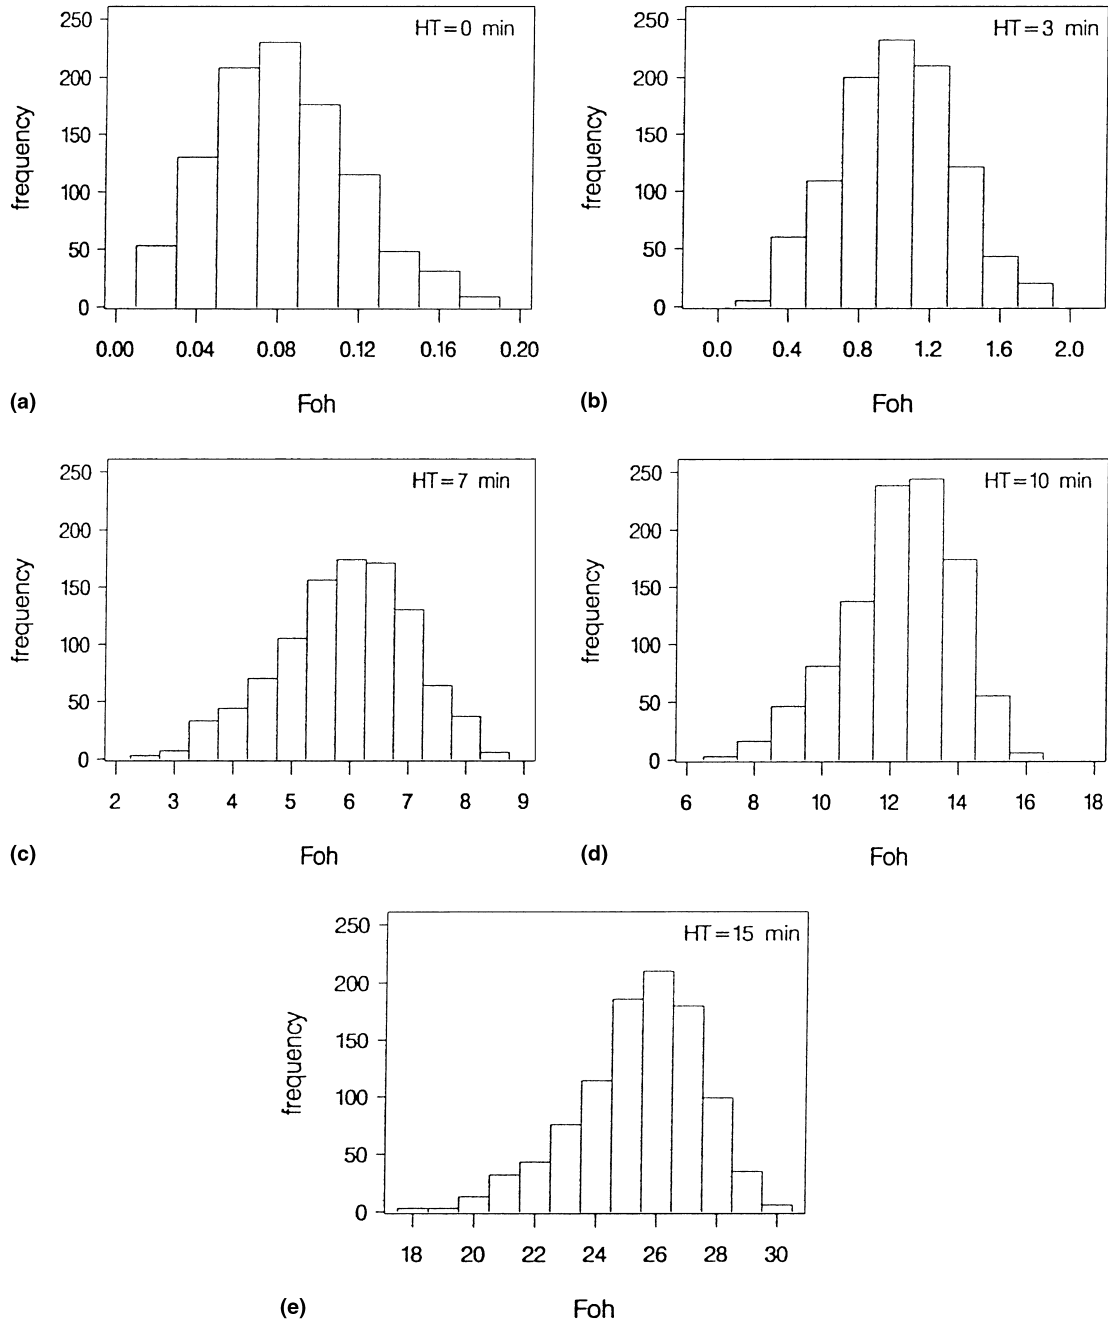 HT=0 min
250
200
150
100
50
0
frequency
0.00 0.04 0.08 0.12 0.16 0.20
(a) Foh
HT=3 min
250
200
150
100
50
0
frequency
0.0 0.4 0.8 1.2 1.6 2.0
(b) Foh
HT=7 min
250
200
150
100
50
0
frequency
2 3 4 5 6 7 8 9
(c) Foh
HT=10 min
250
200
150
100
50
0
frequency
6 8 10 12 14 16 18
(d) Foh
HT=15 min
250
200
150
100
50
0
frequency
18 20 22 24 26 28 30
(e) Foh